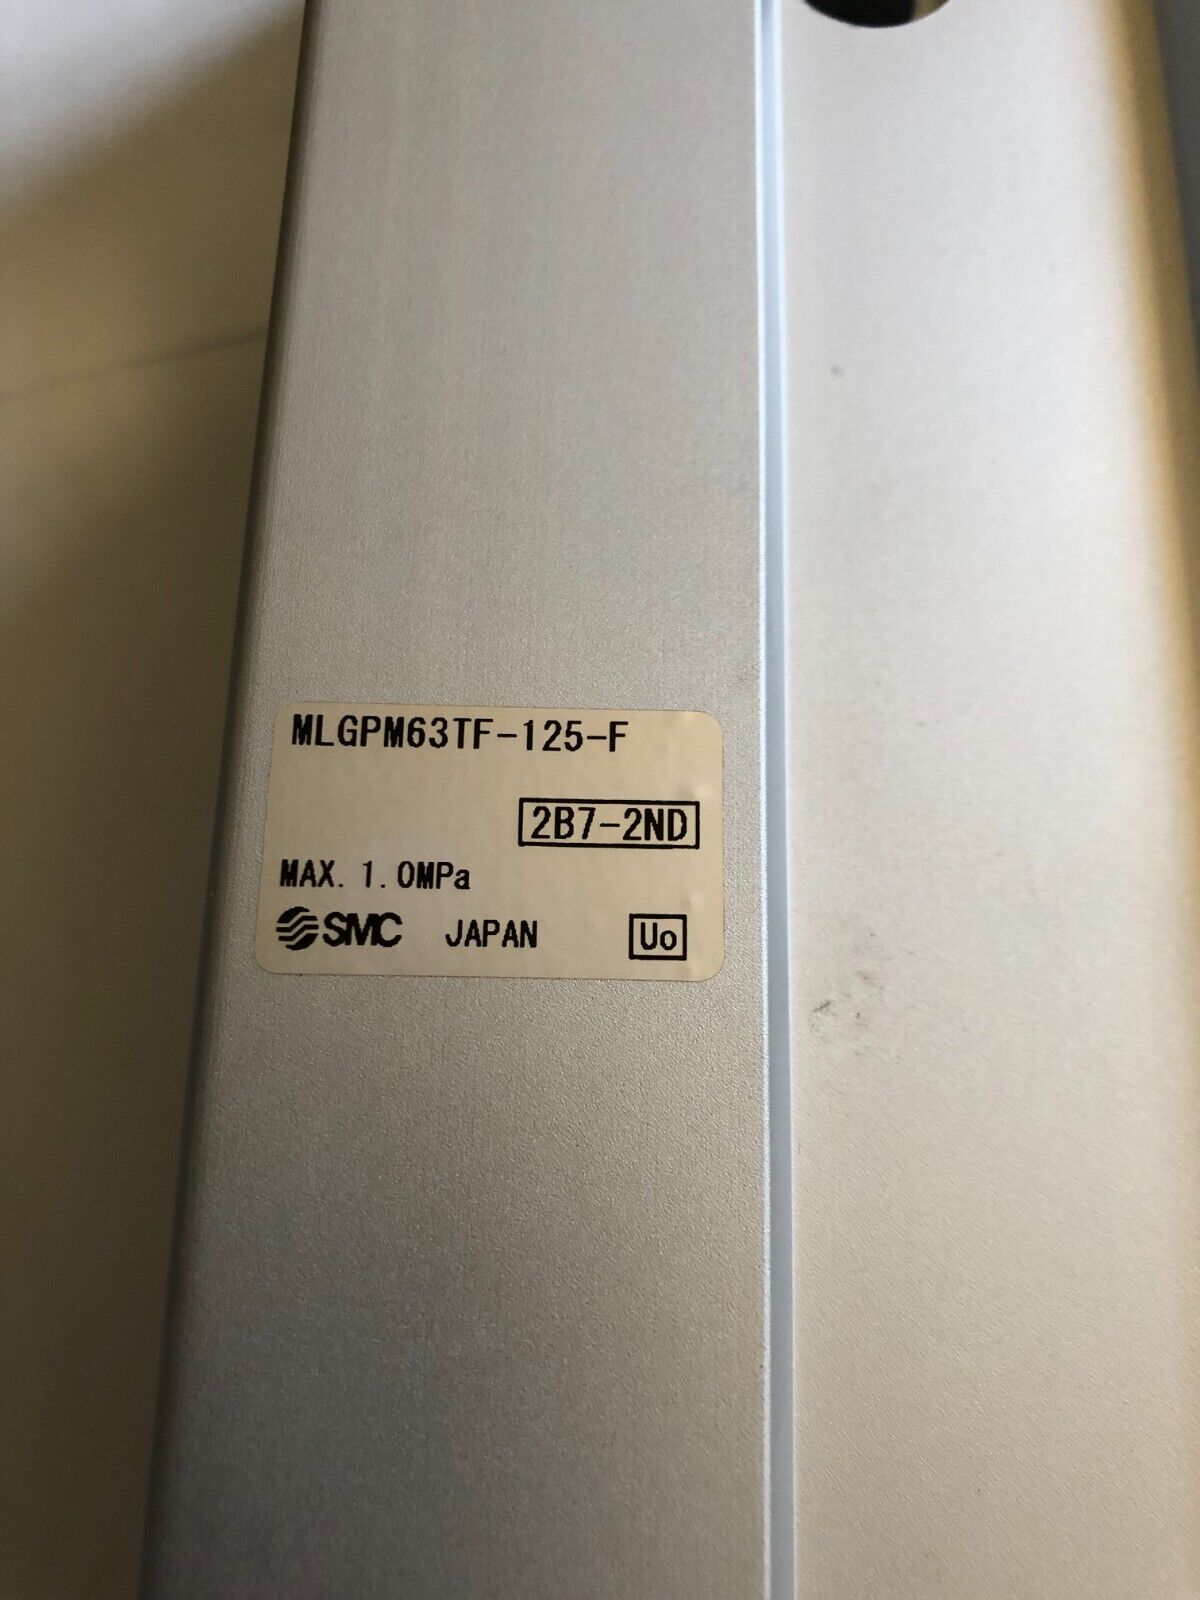 MLGPM63TF-125-F
2B7-2ND
MAX. 1.0MPa
SMC JAPAN Uo